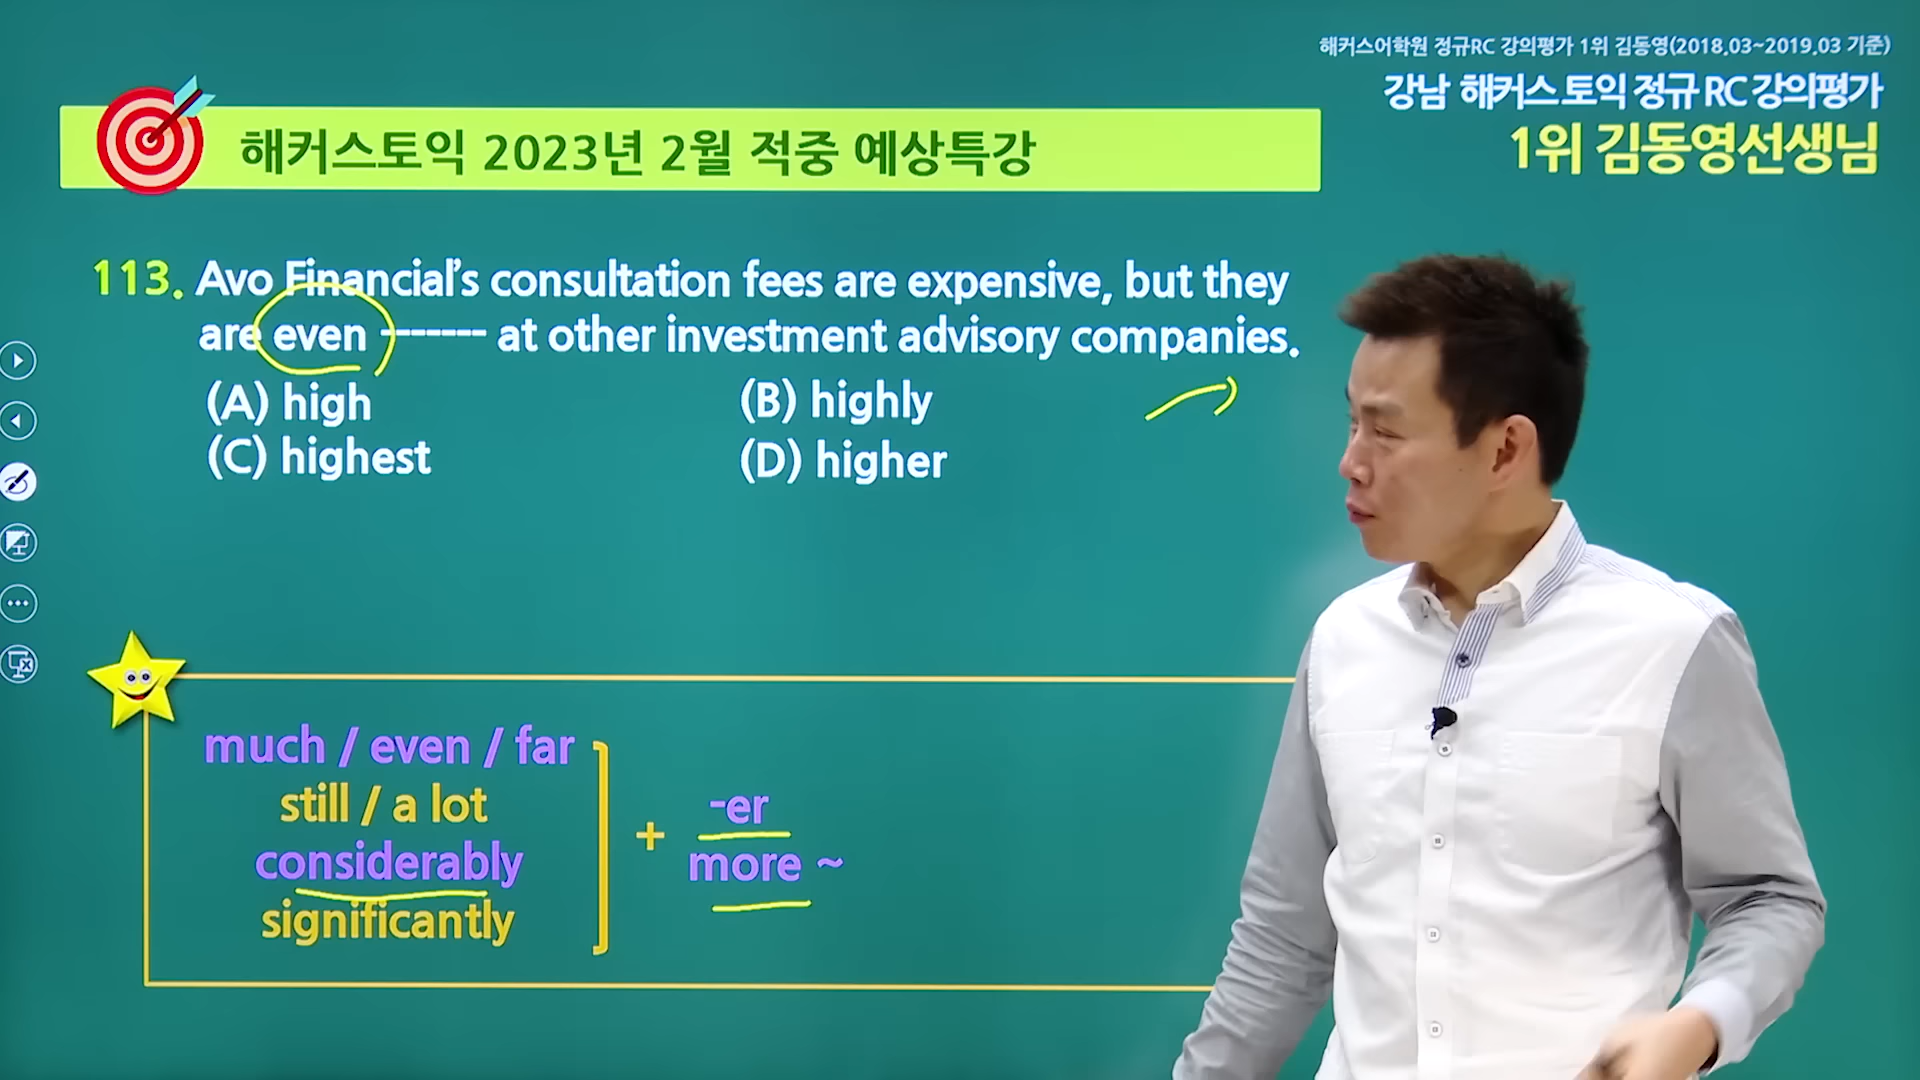 해커스어학원 정규RC 강의평가 1위 김동영(2018.03~2019.03 기준)
강남 해커스 토익 정규 RC 강의평가
1위 김동영선생님
해커스토익 2023년 2월 적중 예상특강
113. Avo Financial's consultation fees are expensive, but they
are even ------- at other investment advisory companies.
(A) high (B) highly
(C) highest (D) higher
much / even / far
still / a lot
considerably
significantly
+
-er
more ~